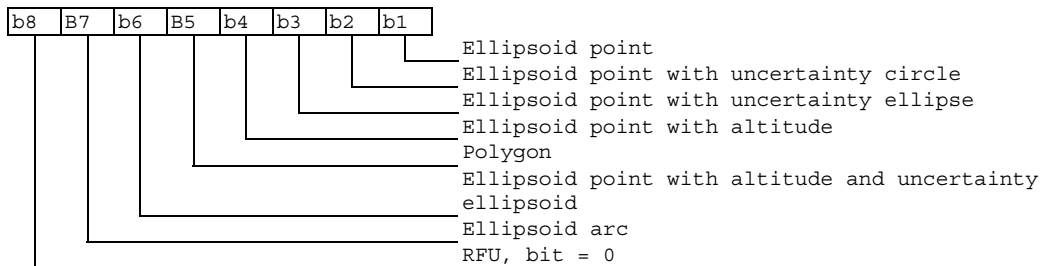 b8 B7 b6 B5 b4 b3 b2 b1
Ellipsoid point
Ellipsoid point with uncertainty circle
Ellipsoid point with uncertainty ellipse
Ellipsoid point with altitude
Polygon
Ellipsoid point with altitude and uncertainty
ellipsoid
Ellipsoid arc
RFU, bit = 0